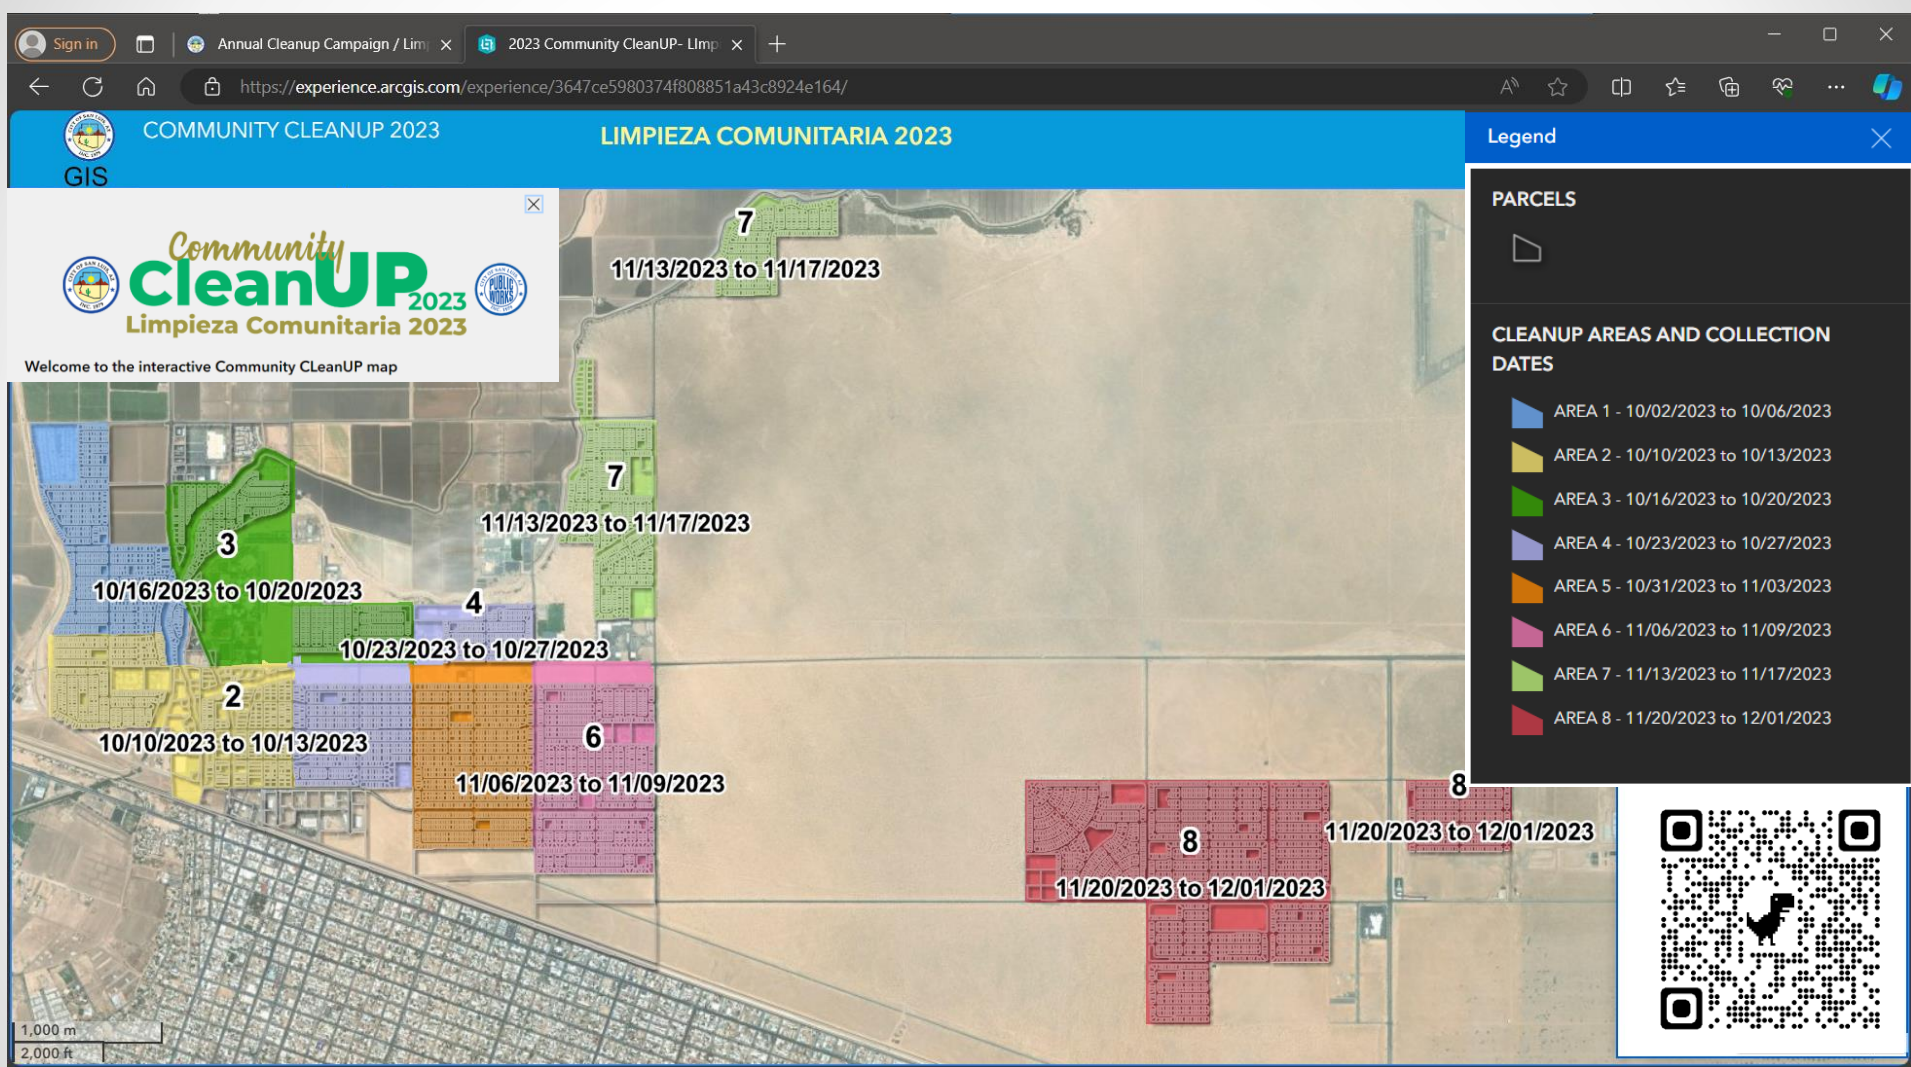 Sign in
Annual Cleanup Campaign / Lim
2023 Community CleanUP- LImp
https://experience.arcgis.com/experience/3647ce5980374f808851a43c8924e164/
GIS
COMMUNITY CLEANUP 2023
LIMPIEZA COMUNITARIA 2023
Legend
PARCELS
CLEANUP AREAS AND COLLECTION
DATES
AREA 1 - 10/02/2023 to 10/06/2023
AREA 2 - 10/10/2023 to 10/13/2023
AREA 3 - 10/16/2023 to 10/20/2023
AREA 4 - 10/23/2023 to 10/27/2023
AREA 5 - 10/31/2023 to 11/03/2023
AREA 6 - 11/06/2023 to 11/09/2023
AREA 7 - 11/13/2023 to 11/17/2023
AREA 8 - 11/20/2023 to 12/01/2023
Community
CleanUP 2023
Limpieza Comunitaria 2023
PUBLIC
WORKS
Welcome to the interactive Community CLeanUP map
7
11/13/2023 to 11/17/2023
7
11/13/2023 to 11/17/2023
3
10/16/2023 to 10/20/2023
4
10/23/2023 to 10/27/2023
2
10/10/2023 to 10/13/2023
6
11/06/2023 to 11/09/2023
8
11/20/2023 to 12/01/2023
8
11/20/2023 to 12/01/2023
1,000 m
2,000 ft